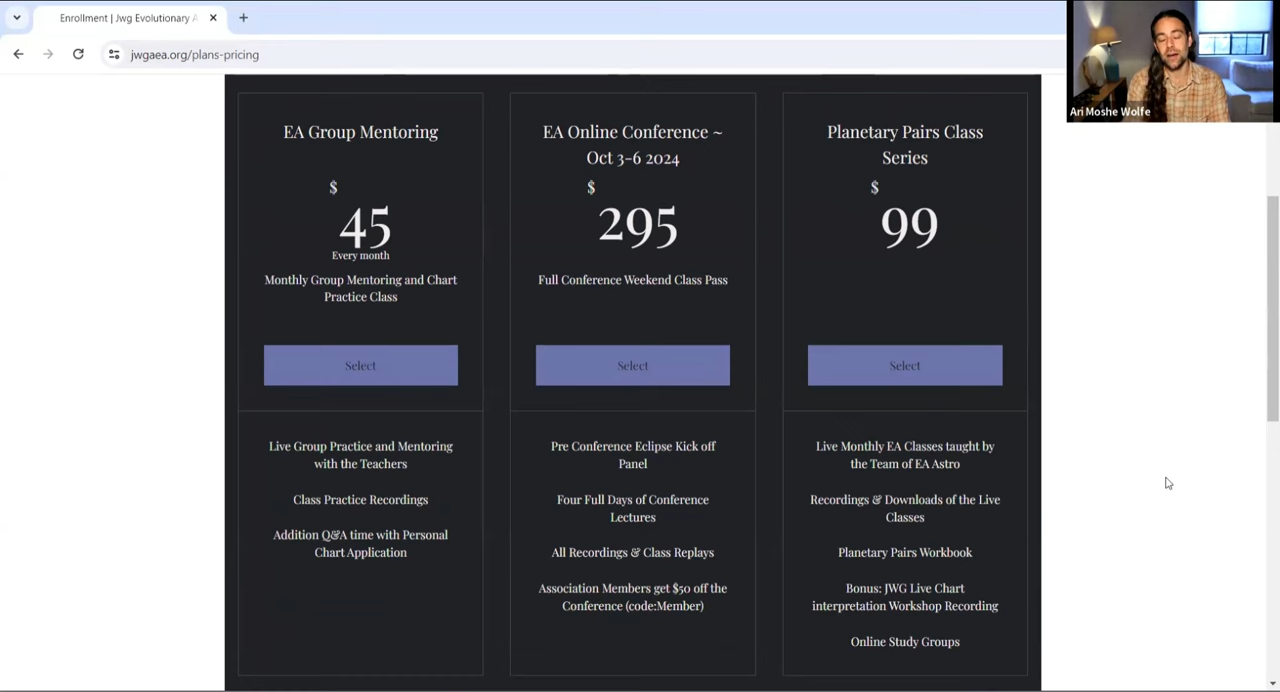 Enrollment | Jwg Evolutionary A
jwgaea.org/plans-pricing
Ari Moshe Wolfe
EA Group Mentoring
$
45
Every month
Monthly Group Mentoring and Chart
Practice Class
Select
Live Group Practice and Mentoring
with the Teachers
Class Practice Recordings
Addition Q&A time with Personal
Chart Application
EA Online Conference ~
Oct 3-6 2024
$
295
Full Conference Weekend Class Pass
Select
Pre Conference Eclipse Kick off
Panel
Four Full Days of Conference
Lectures
All Recordings & Class Replays
Association Members get $50 off the
Conference (code:Member)
Planetary Pairs Class
Series
$
99
Select
Live Monthly EA Classes taught by
the Team of EA Astro
Recordings & Downloads of the Live
Classes
Planetary Pairs Workbook
Bonus: JWG Live Chart
interpretation Workshop Recording
Online Study Groups